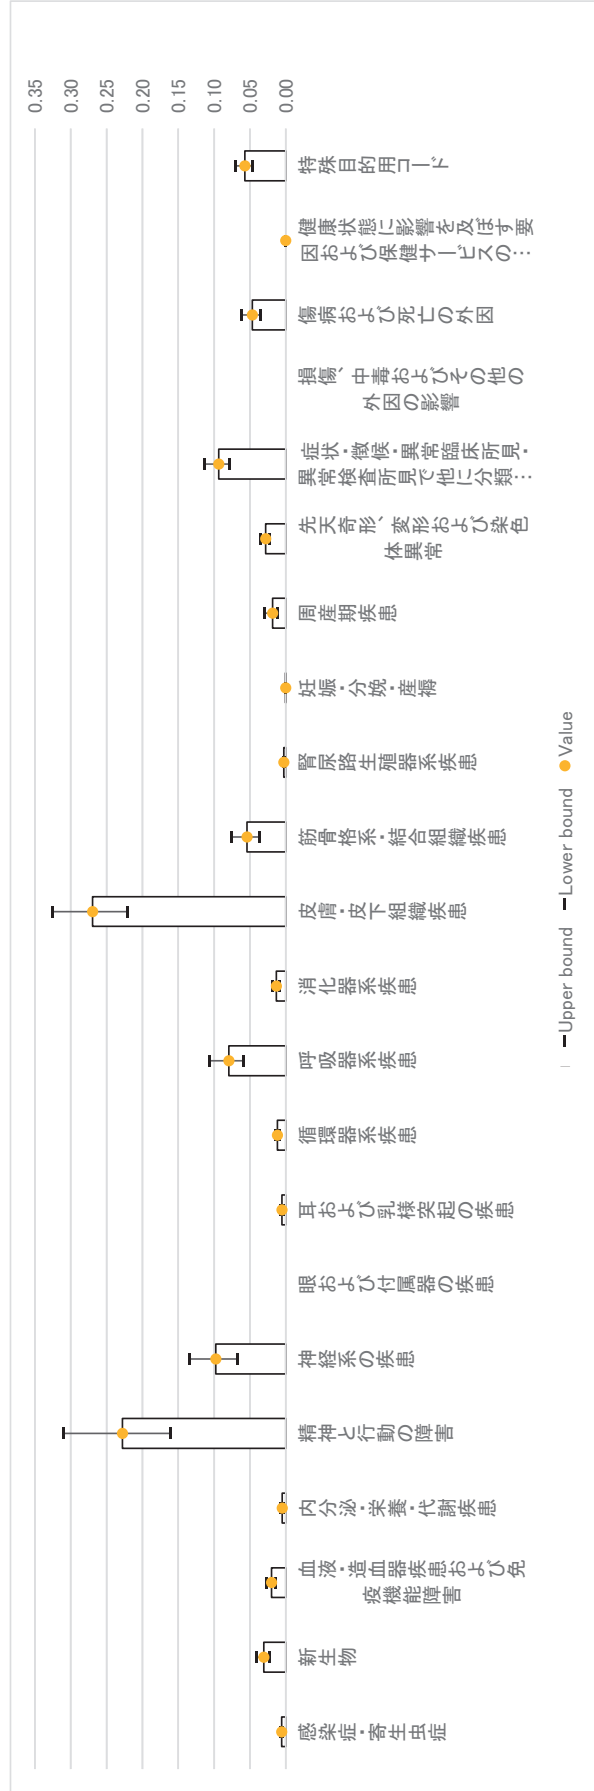 0.35
0.30
0.25
0.20
0.15
0.10
0.05
0.00
感染症・寄生虫症
新生物
血液・造血器疾患および免
疫機能障害
内分泌・栄養・代謝疾患
精神と行動の障害
神経系の疾患
眼および付属器の疾患
耳および乳様突起の疾患
循環器系疾患
呼吸器系疾患
消化器系疾患
皮膚・皮下組織疾患
筋骨格系・結合組織疾患
腎尿路生殖器系疾患
妊娠・分娩・産褥
周産期疾患
先天奇形、変形および染色
体異常
症状・徴候・異常臨床所見・
異常検査所見で他に分類…
損傷、中毒およびその他の
外因の影響
傷病および死亡の外因
健康状態に影響を及ぼす要
因および保健サービスの…
特殊目的用コード
Upper bound
Lower bound
Value